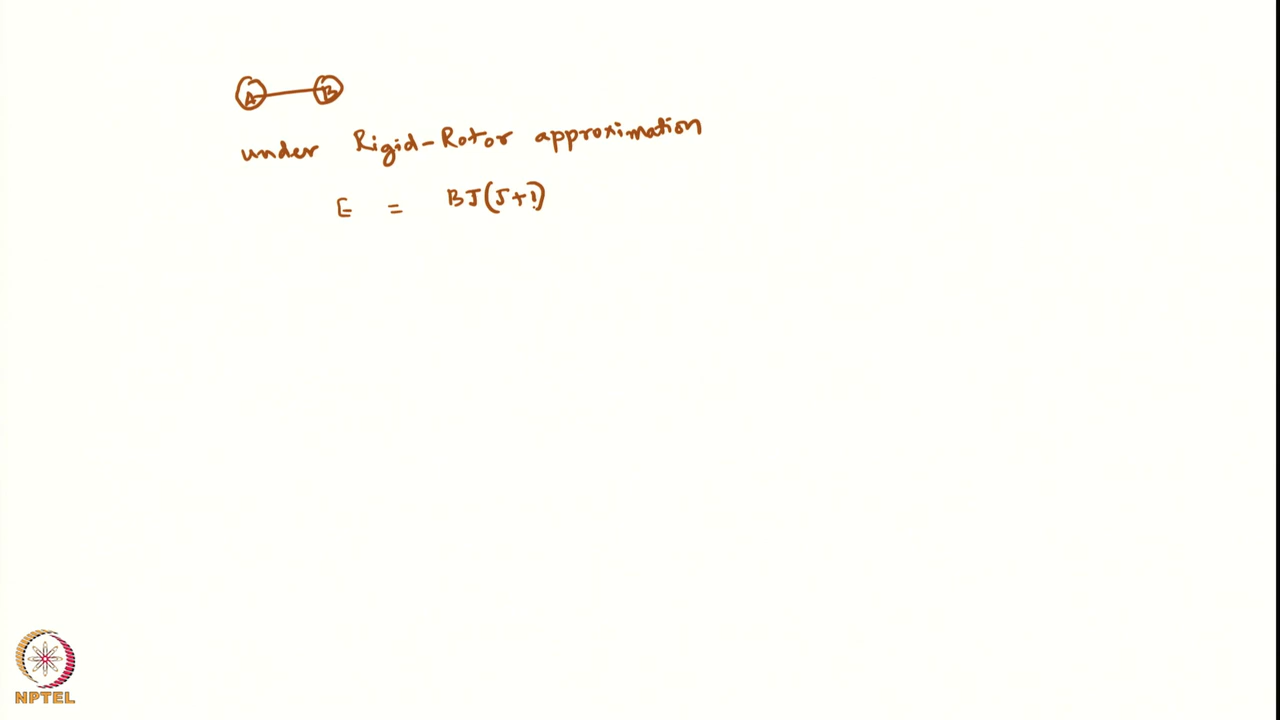 A B
under Rigid-Rotor approximation
E = BJ(J+1)
NPTEL